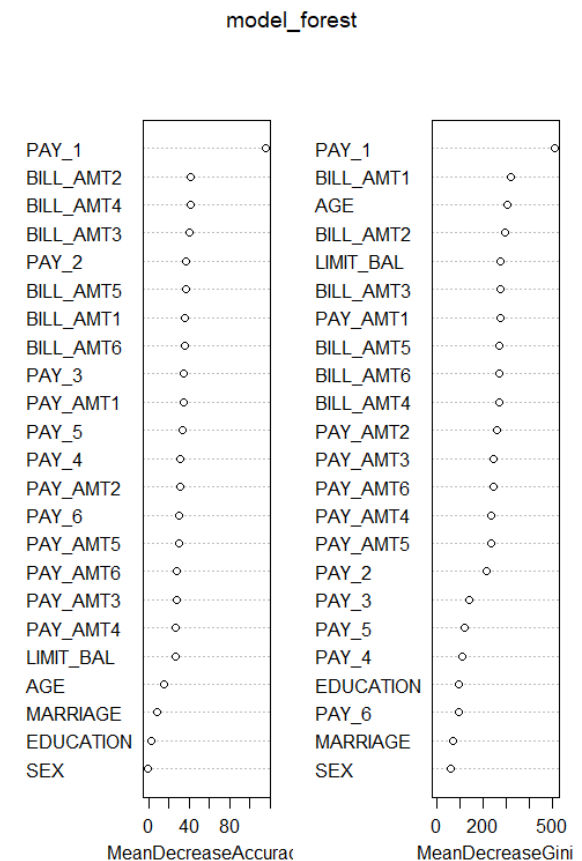 model_forest
PAY_1
BILL_AMT2
BILL_AMT4
BILL_AMT3
PAY_2
BILL_AMT5
BILL_AMT1
BILL_AMT6
PAY_3
PAY_AMT1
PAY_5
PAY_4
PAY_AMT2
PAY_6
PAY_AMT5
PAY_AMT6
PAY_AMT3
PAY_AMT4
LIMIT_BAL
AGE
MARRIAGE
EDUCATION
SEX
0 40 80
MeanDecreaseAccurac
PAY_1
BILL_AMT1
AGE
BILL_AMT2
LIMIT_BAL
BILL_AMT3
PAY_AMT1
BILL_AMT5
BILL_AMT6
BILL_AMT4
PAY_AMT2
PAY_AMT3
PAY_AMT6
PAY_AMT4
PAY_AMT5
PAY_2
PAY_3
PAY_5
PAY_4
EDUCATION
PAY_6
MARRIAGE
SEX
0 200 500
MeanDecreaseGini